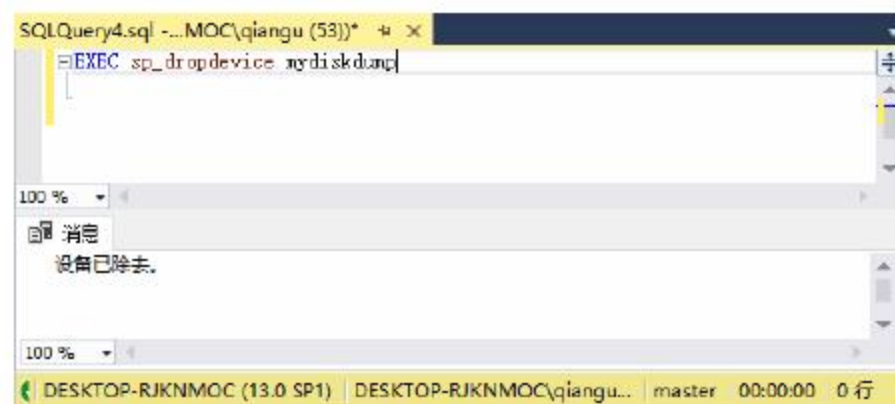 SQLQuery4.sql -...MOC\qiangu (53))*
EXEC sp_dropdevice mydiskdump
100 %
消息
设备已除去。
100 %
DESKTOP-RJKNMOC (13.0 SP1) DESKTOP-RJKNMOC\qiangu... master 00:00:00 0 行